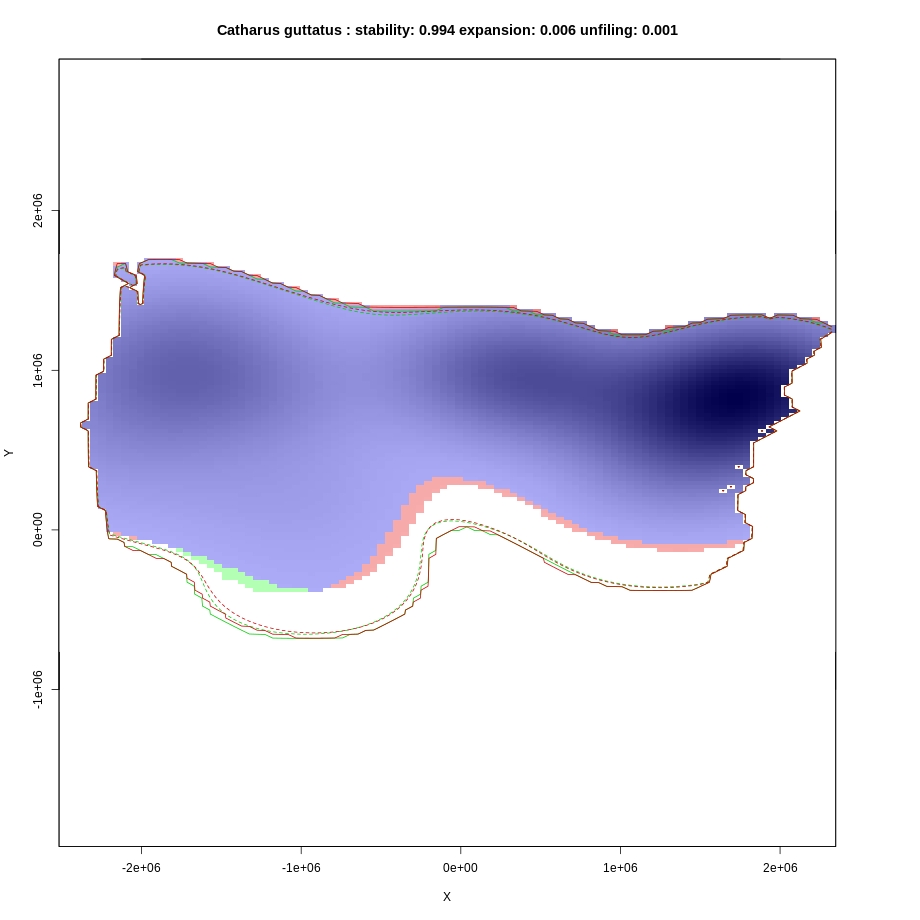 Catharus guttatus : stability: 0.994 expansion: 0.006 unfiling: 0.001
2e+06
1e+06
0e+00
-1e+06
Y
-2e+06 -1e+06 0e+00 1e+06 2e+06
X